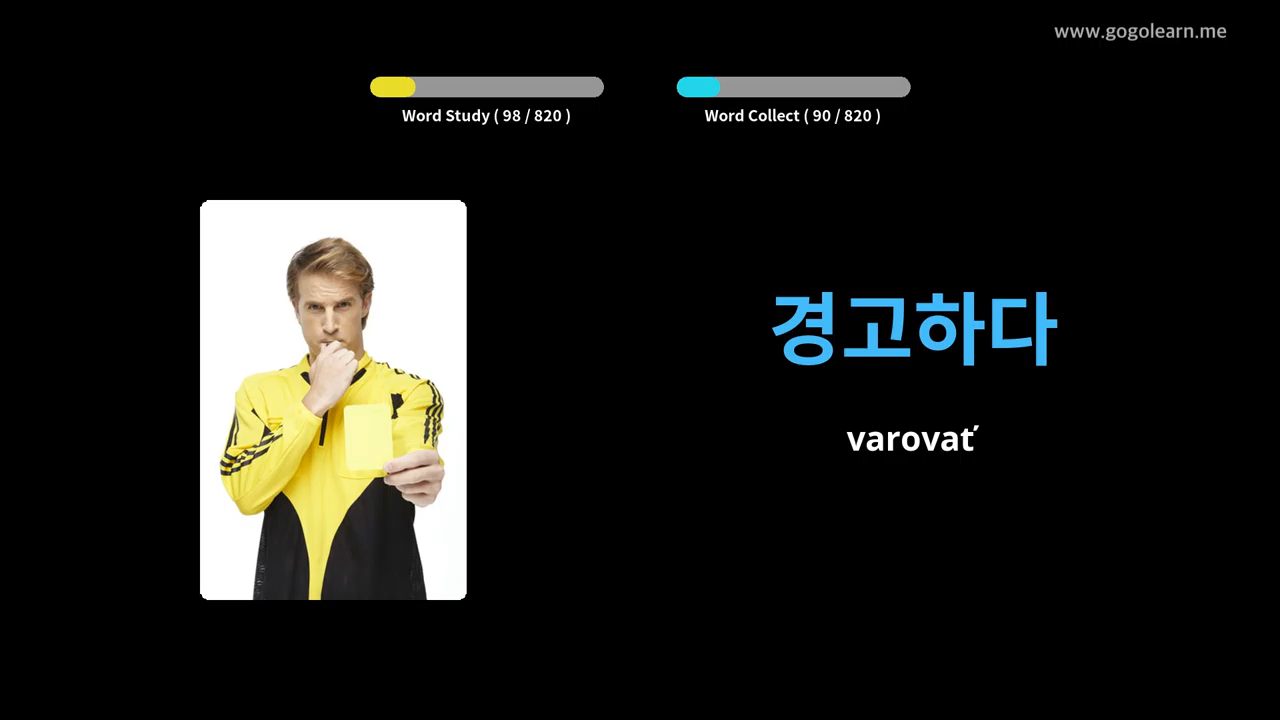 www.gogolearn.me
Word Study ( 98 / 820 )
Word Collect ( 90 / 820 )
경고하다
varovať